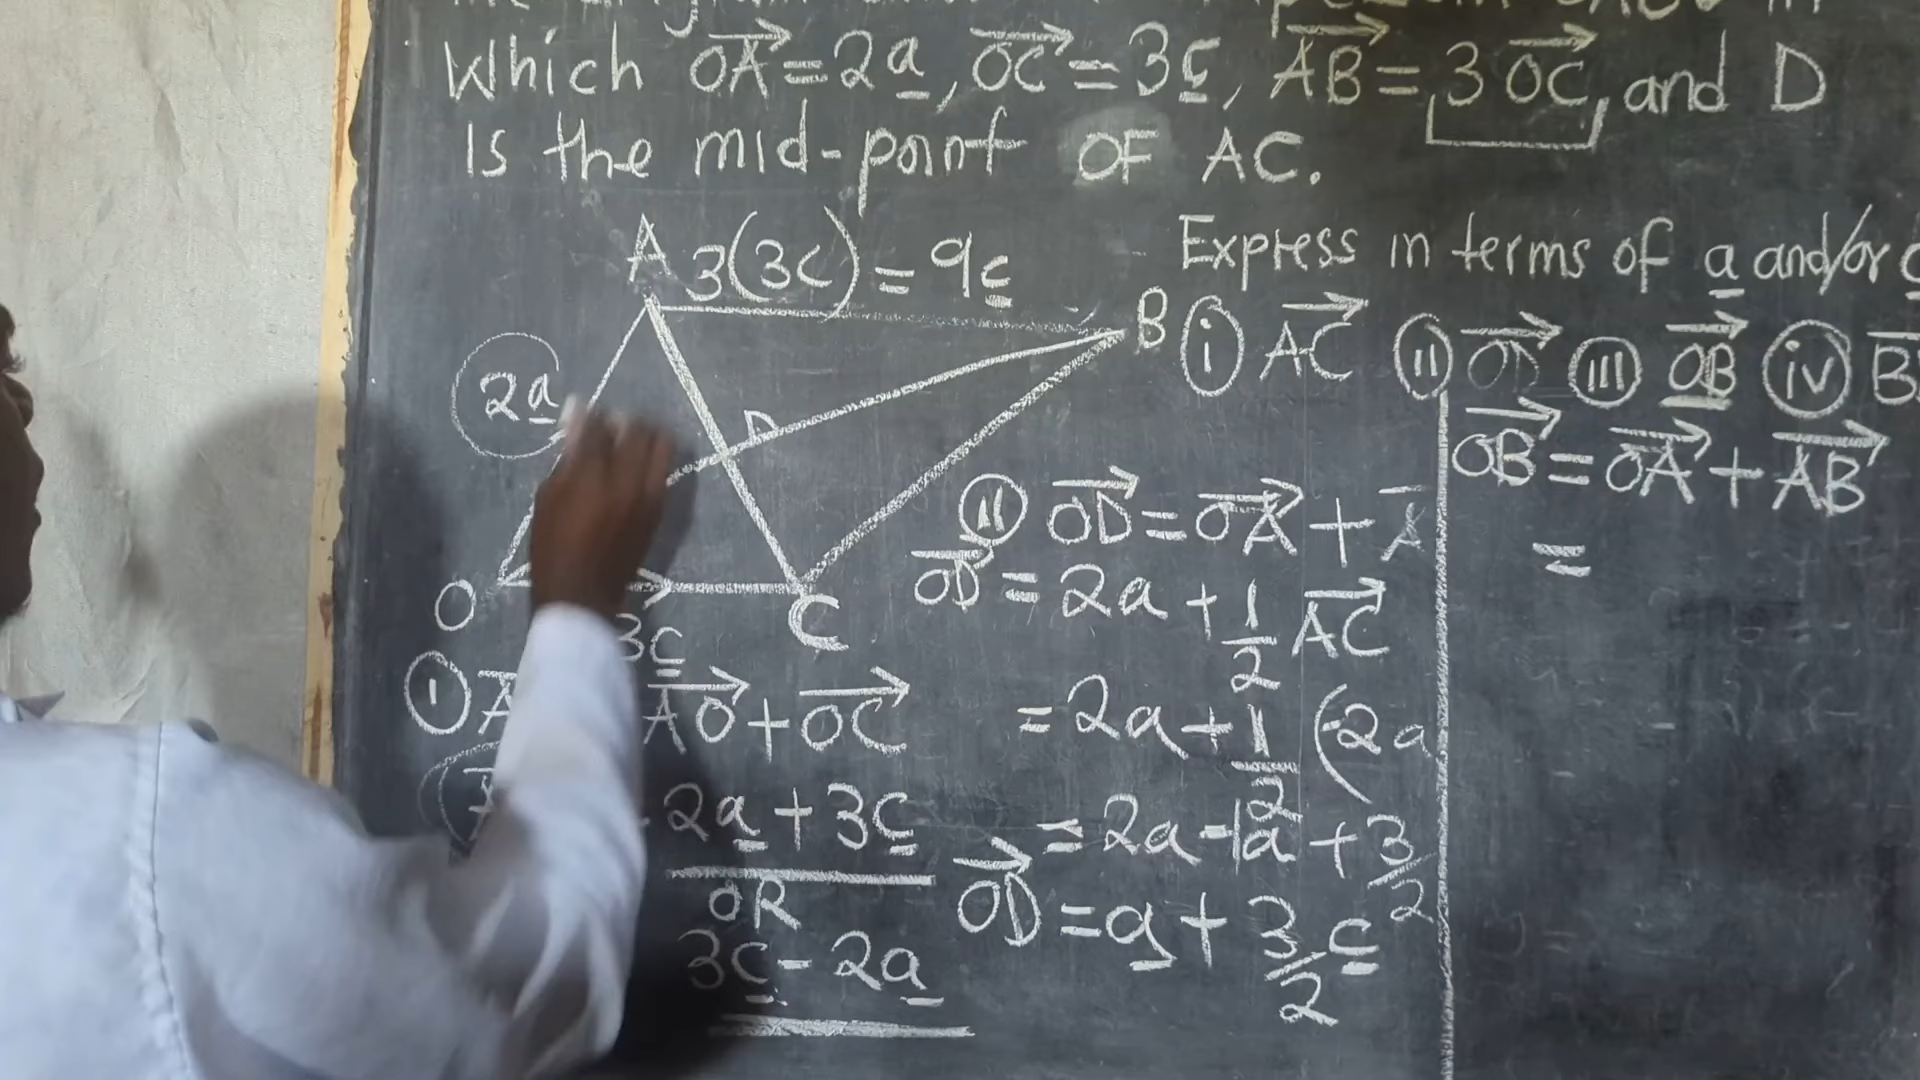 Which OA = 2a, OC = 3c, AB = 3 OC, and D
Is the mid-point OF AC.
A 3(3c) = 9c
B
2a
D
O
C
3c
Express in terms of a and/or c
(i) AC (ii) OD (iii) OB (iv) B
(i) A AO + OC
2a + 3c
OR
3c - 2a
(ii) OD = OA + A
OD = 2a + 1/2 AC
= 2a + 1/2 (-2a
= 2a - 1a + 3/2
OD = a + 3/2 c
OB = OA + AB
=